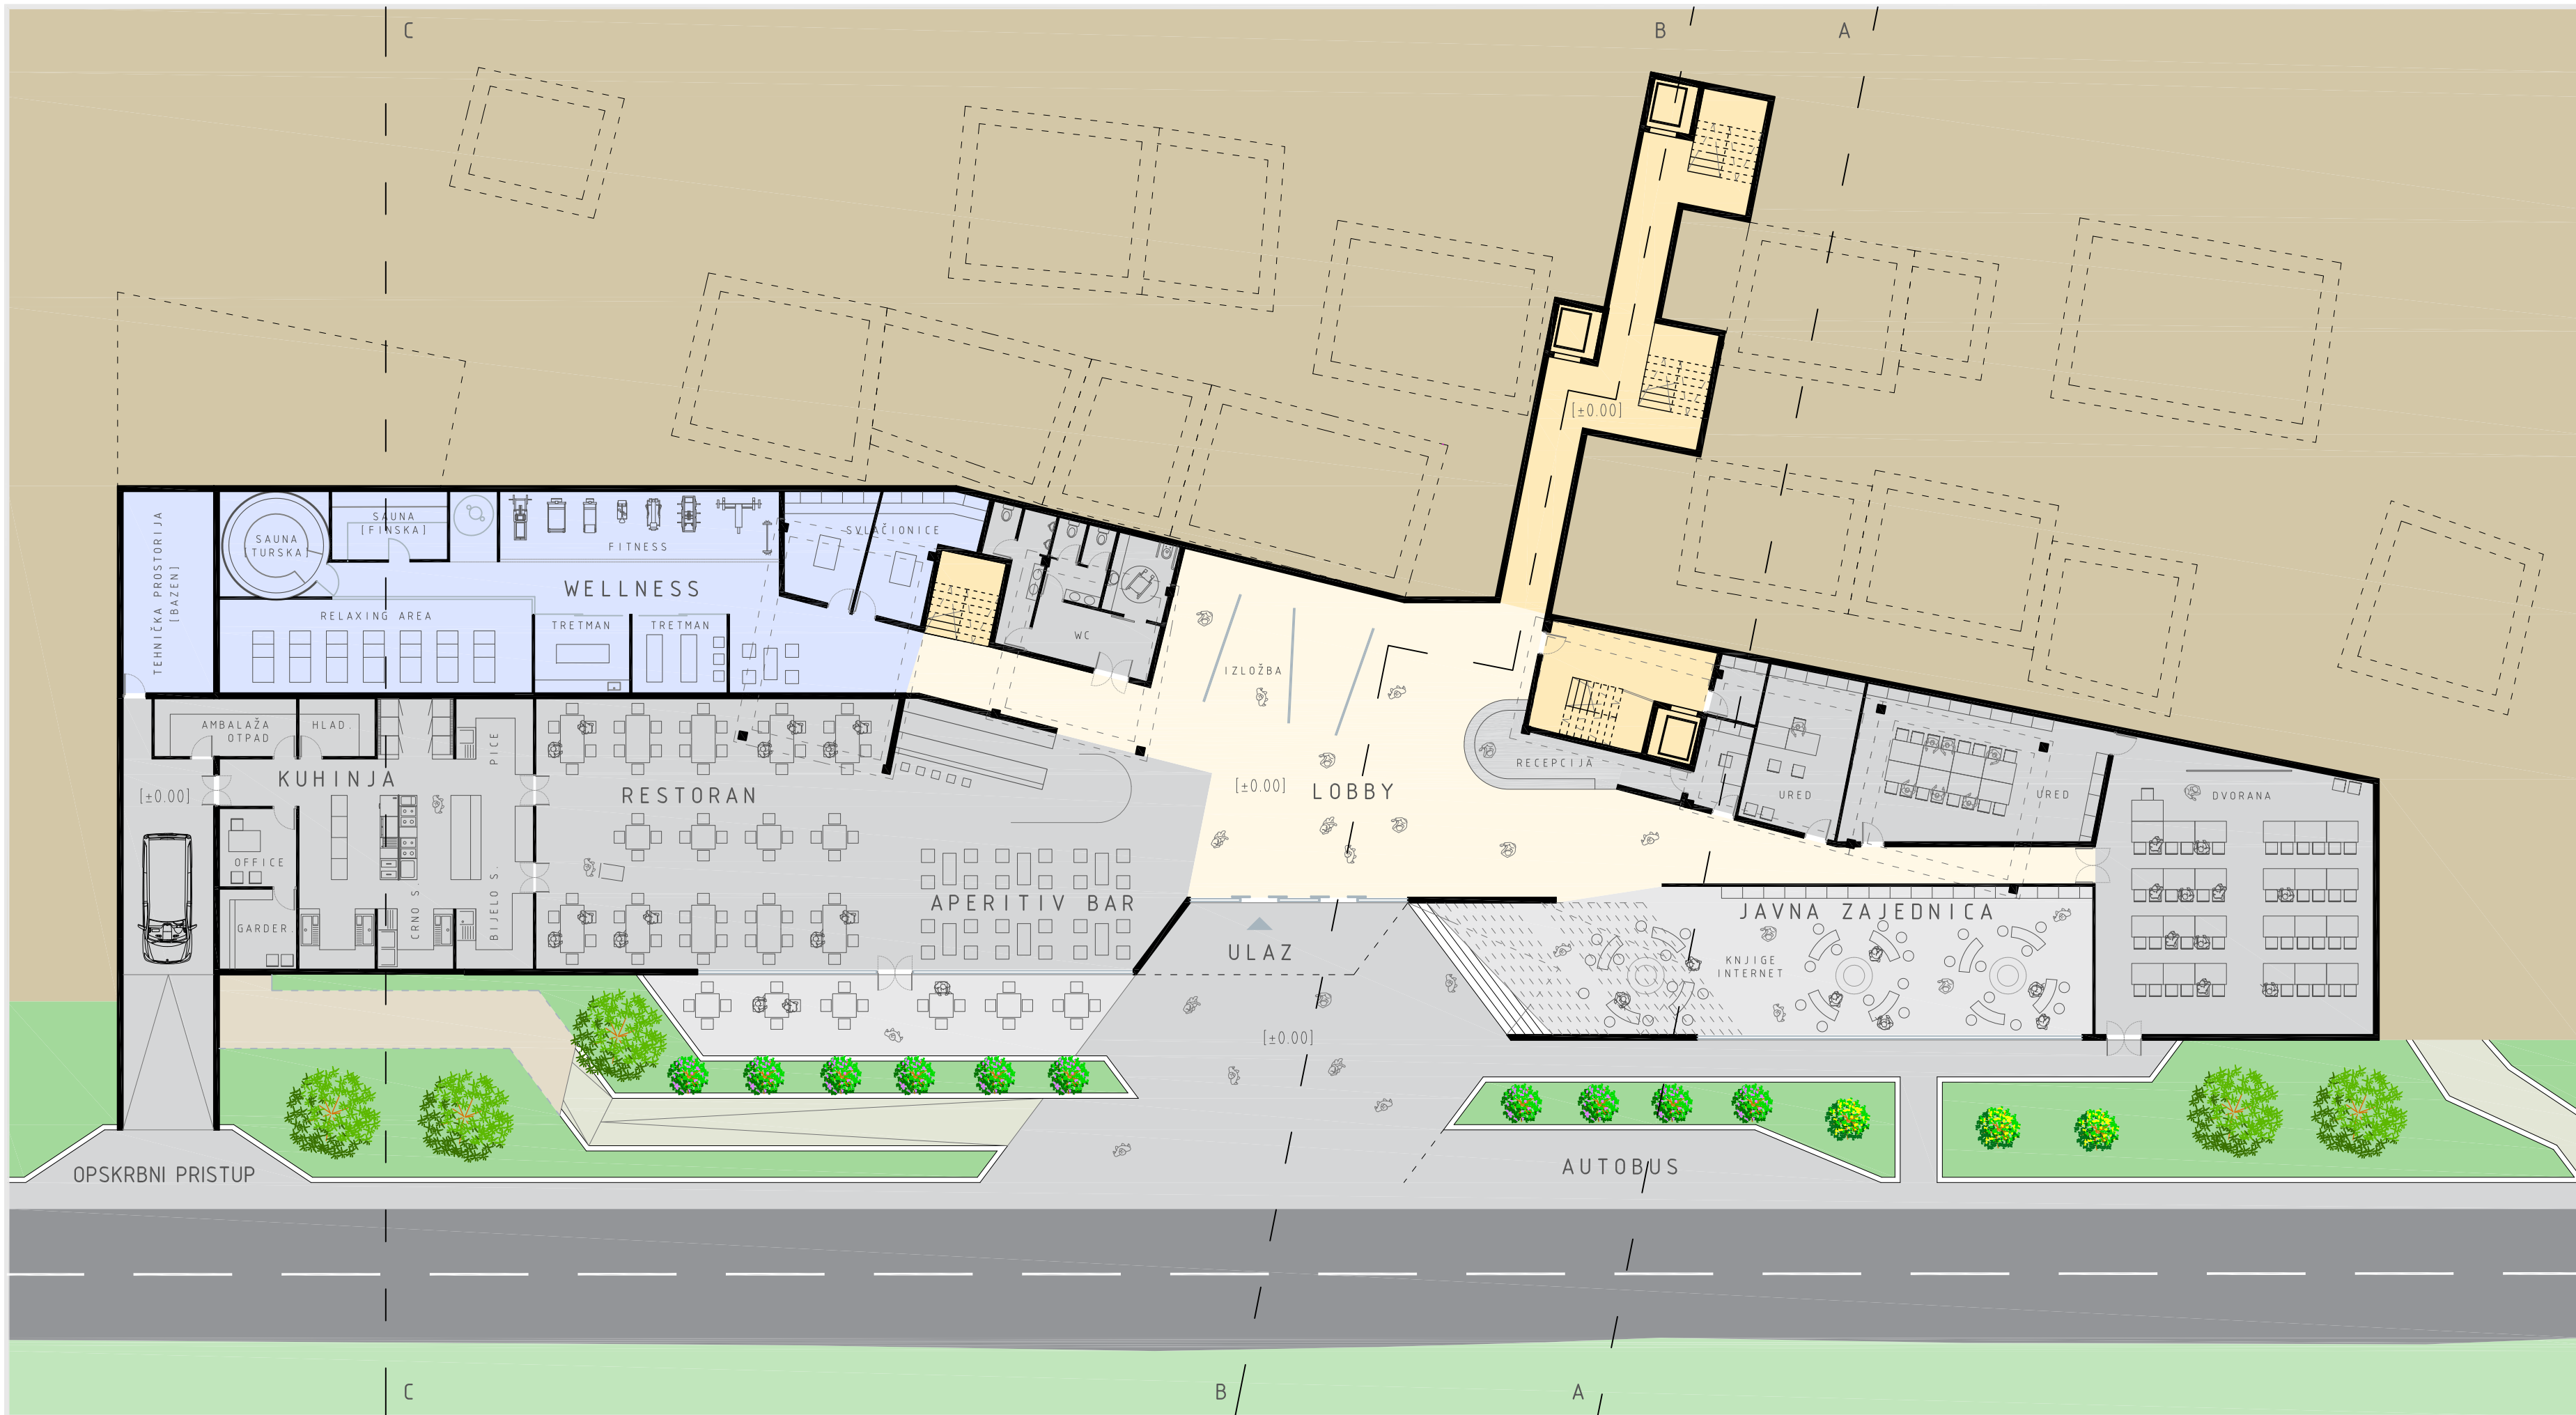 C
B
A
[±0.00]
TEHNIČKA PROSTORIJA
[BAZEN]
SAUNA
[TURSKA]
SAUNA
[FINSKA]
FITNESS
SVLAČIONICE
WELLNESS
RELAXING AREA
TRETMAN
TRETMAN
WC
IZLOŽBA
AMBALAŽA
OTPAD
HLAD.
PICE
KUHINJA
[±0.00]
RESTORAN
[±0.00]
LOBBY
RECEPCIJA
URED
URED
DVORANA
OFFICE
GARDER.
CRNO S.
BIJELO S.
APERITIV BAR
ULAZ
JAVNA ZAJEDNICA
KNJIGE
INTERNET
[±0.00]
OPSKRBNI PRISTUP
AUTOBUS
C
B
A